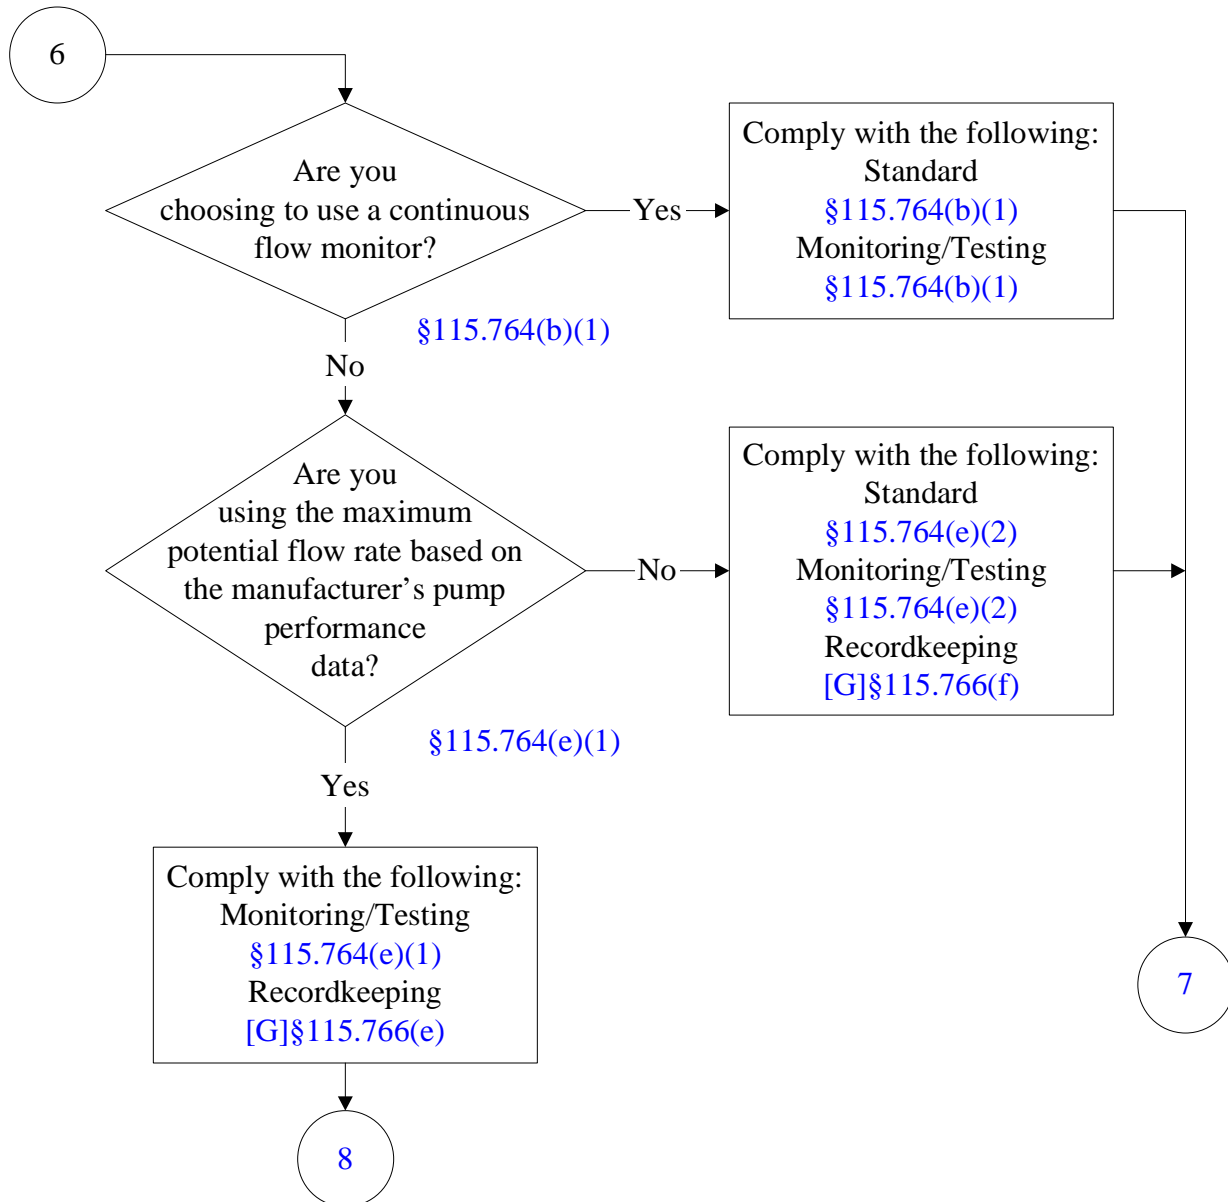 6
Are you
choosing to use a continuous
flow monitor?
Yes
Comply with the following:
Standard
§115.764(b)(1)
Monitoring/Testing
§115.764(b)(1)
§115.764(b)(1)
No
Are you
using the maximum
potential flow rate based on
the manufacturer’s pump
performance
data?
No
Comply with the following:
Standard
§115.764(e)(2)
Monitoring/Testing
§115.764(e)(2)
Recordkeeping
[G]§115.766(f)
§115.764(e)(1)
Yes
Comply with the following:
Monitoring/Testing
§115.764(e)(1)
Recordkeeping
[G]§115.766(e)
7
8